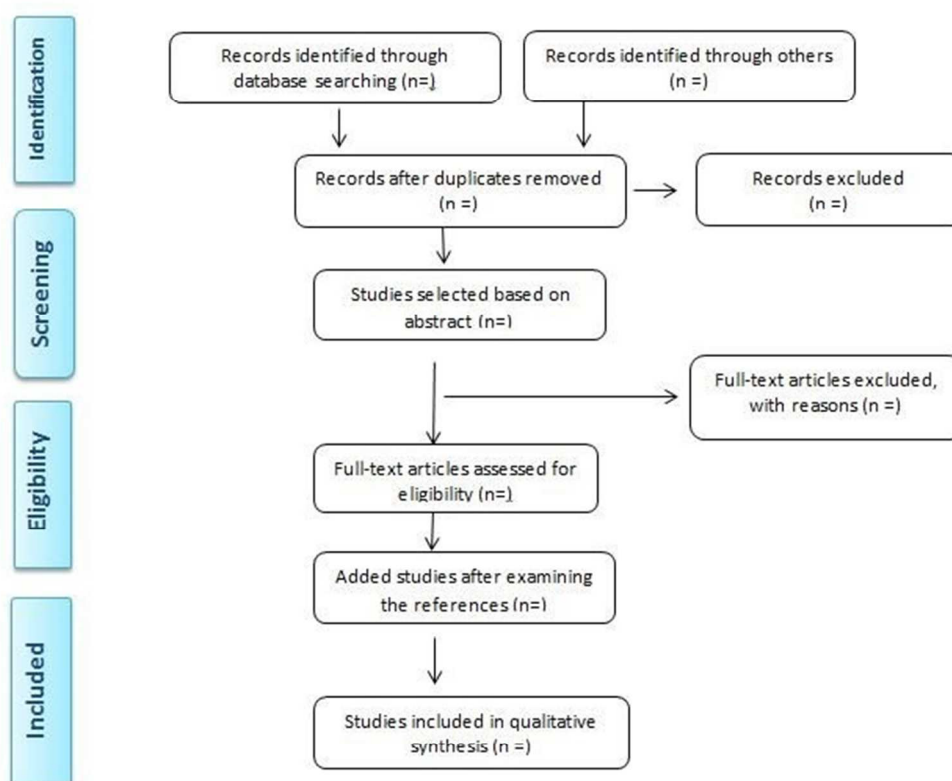 Identification
Records identified through
database searching (n=)
Records identified through others
(n =)
Records after duplicates removed
(n =)
Records excluded
(n =)
Screening
Studies selected based on
abstract (n=)
Full-text articles excluded,
with reasons (n =)
Eligibility
Full-text articles assessed for
eligibility (n=)
Added studies after examining
the references (n=)
Included
Studies included in qualitative
synthesis (n =)